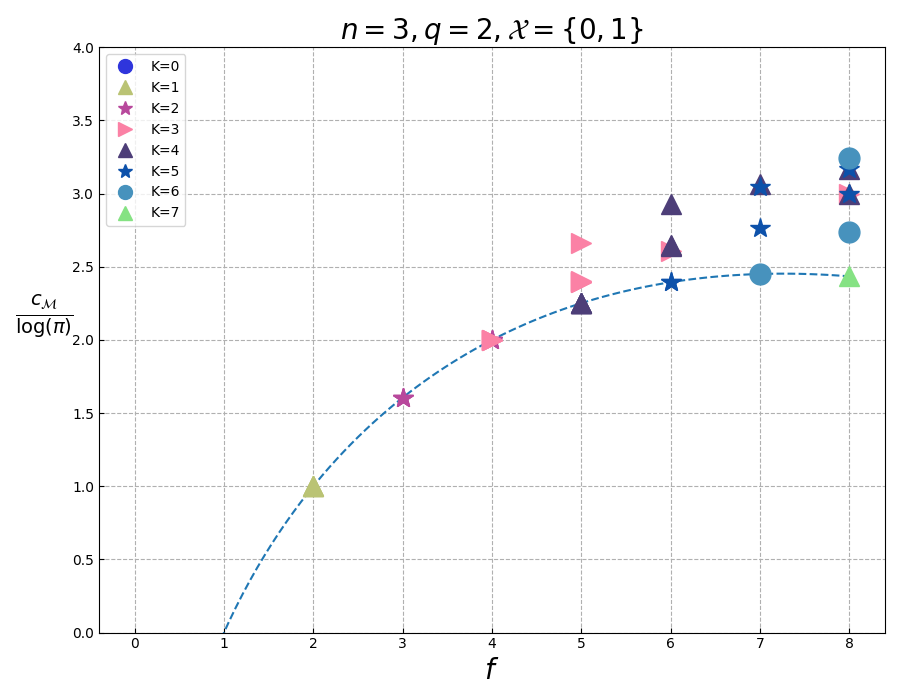 n = 3, q = 2, 𝒳 = {0, 1}
4.0
3.5
3.0
2.5
2.0
1.5
1.0
0.5
0.0
K=0
K=1
K=2
K=3
K=4
K=5
K=6
K=7
c_ℳ
log(π)
0 1 2 3 4 5 6 7 8
f